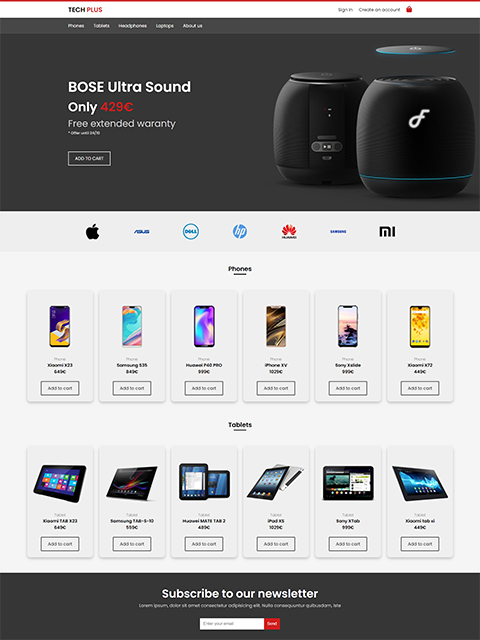 TECH PLUS
Sign In Create an account
Phones Tablets Headphones Laptops About us
BOSE Ultra Sound
Only 429€
Free extended waranty
* Offer until 24/10
ADD TO CART
ASUS DELL hp HUAWEI SAMSUNG MI
Phones
Phone Phone Phone Phone Phone Phone
Xiaomi X23 Samsung S35 Huawei P60 PRO iPhone XV Sony Xslide Xiaomi X72
649€ 849€ 999€ 1029€ 999€ 449€
Add to cart Add to cart Add to cart Add to cart Add to cart Add to cart
Tablets
Tablet Tablet Tablet Tablet Tablet Tablet
Xiaomi TAB X23 Samsung TAB-S-10 Huawei MATE TAB 2 iPad XS Sony XTab Xiaomi tab xi
649€ 559€ 489€ 1029€ 999€ 449€
Add to cart Add to cart Add to cart Add to cart Add to cart Add to cart
Subscribe to our newsletter
Lorem ipsum, dolor sit amet consectetur adipisicing elit. Nulla consequuntur quibusdam, iste
Enter your email Send